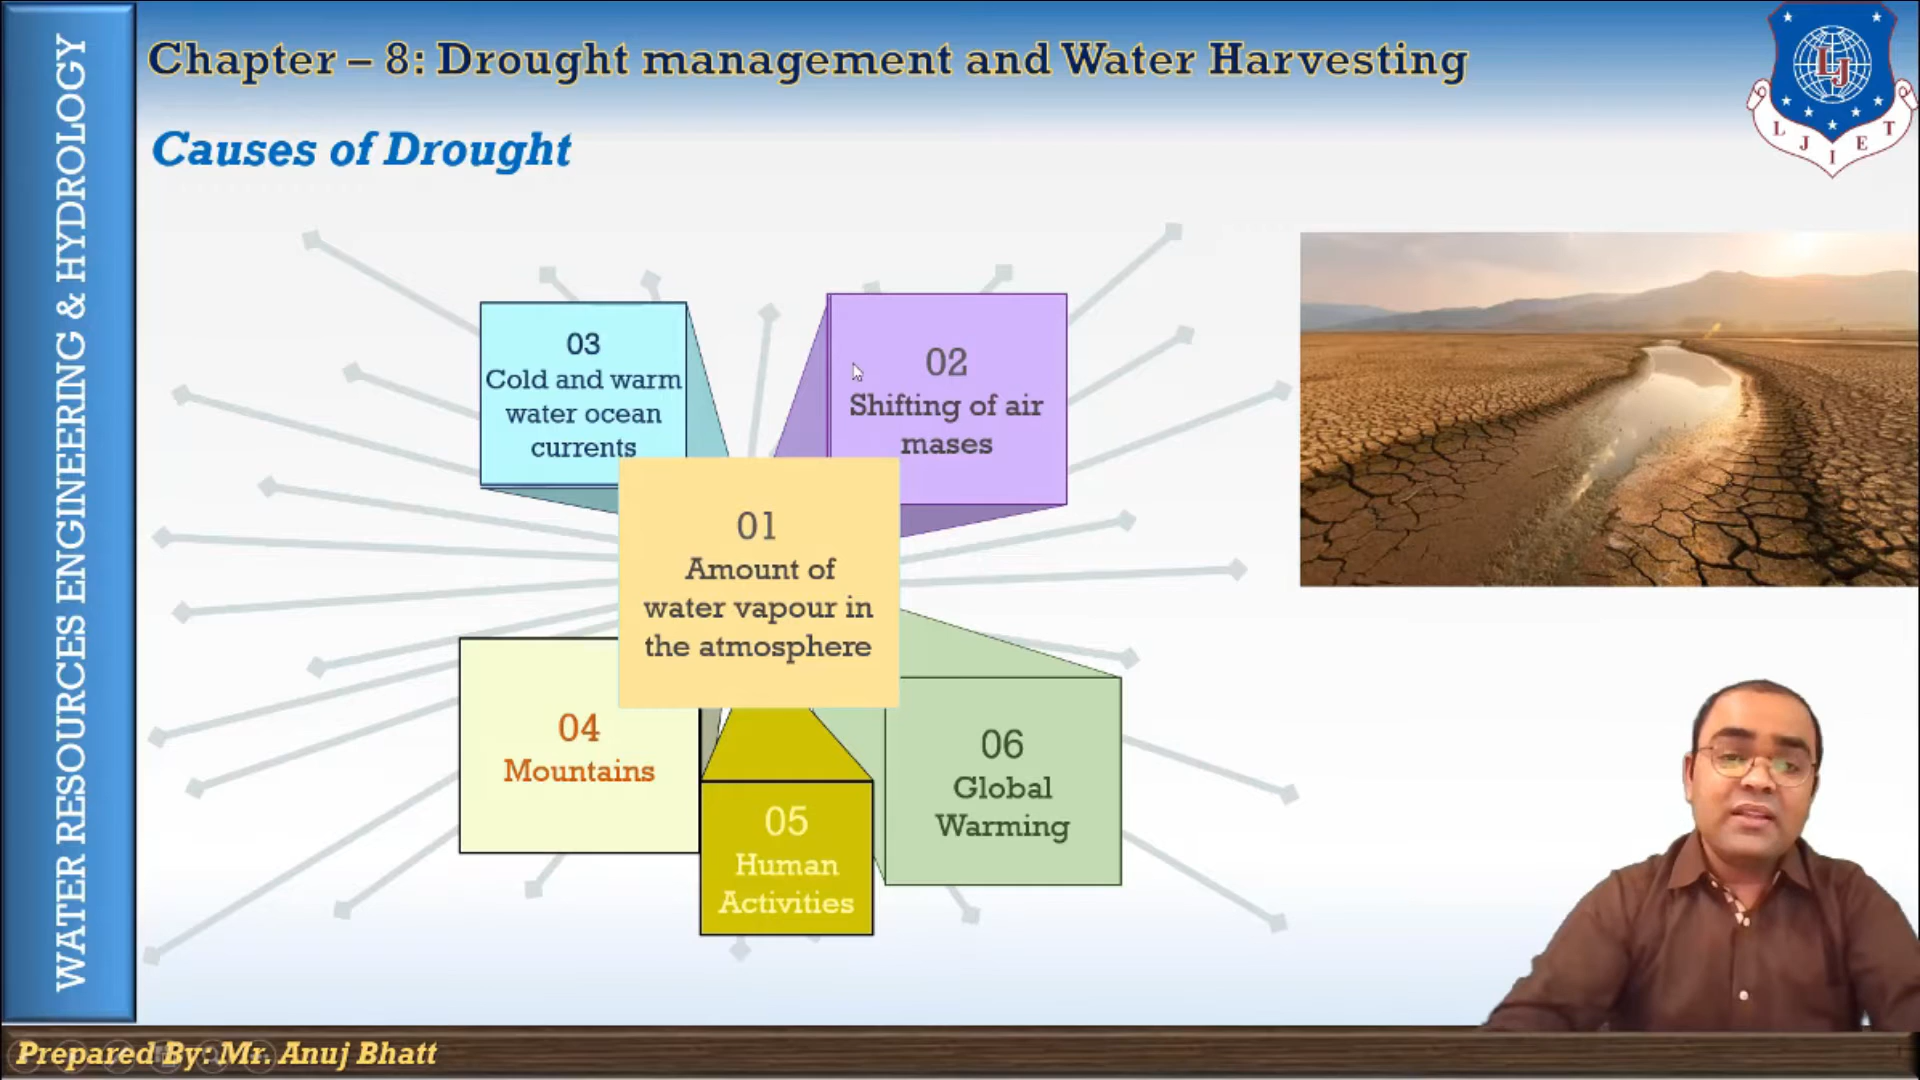 WATER RESOURCES ENGINEERING & HYDROLOGY
Chapter – 8: Drought management and Water Harvesting
LJ
L J I E T
Causes of Drought
03
Cold and warm
water ocean
currents
02
Shifting of air
mases
01
Amount of
water vapour in
the atmosphere
04
Mountains
05
Human
Activities
06
Global
Warming
Prepared By: Mr. Anuj Bhatt